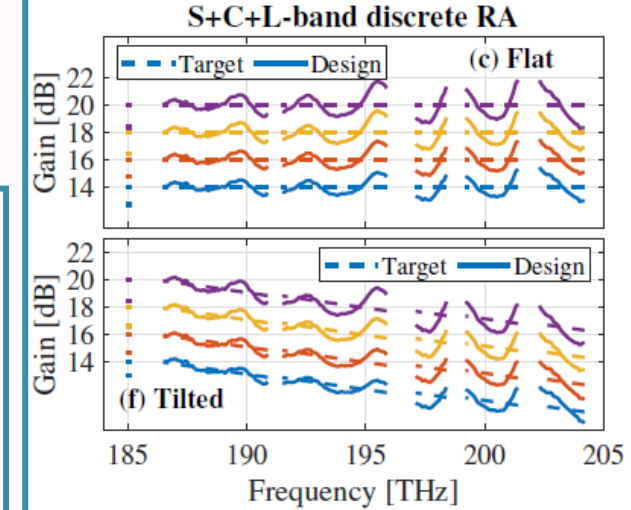 S+C+L-band discrete RA
Target Design
(c) Flat
Gain [dB]
22
20
18
16
14
Target Design
(f) Tilted
Gain [dB]
22
20
18
16
14
185 190 195 200 205
Frequency [THz]